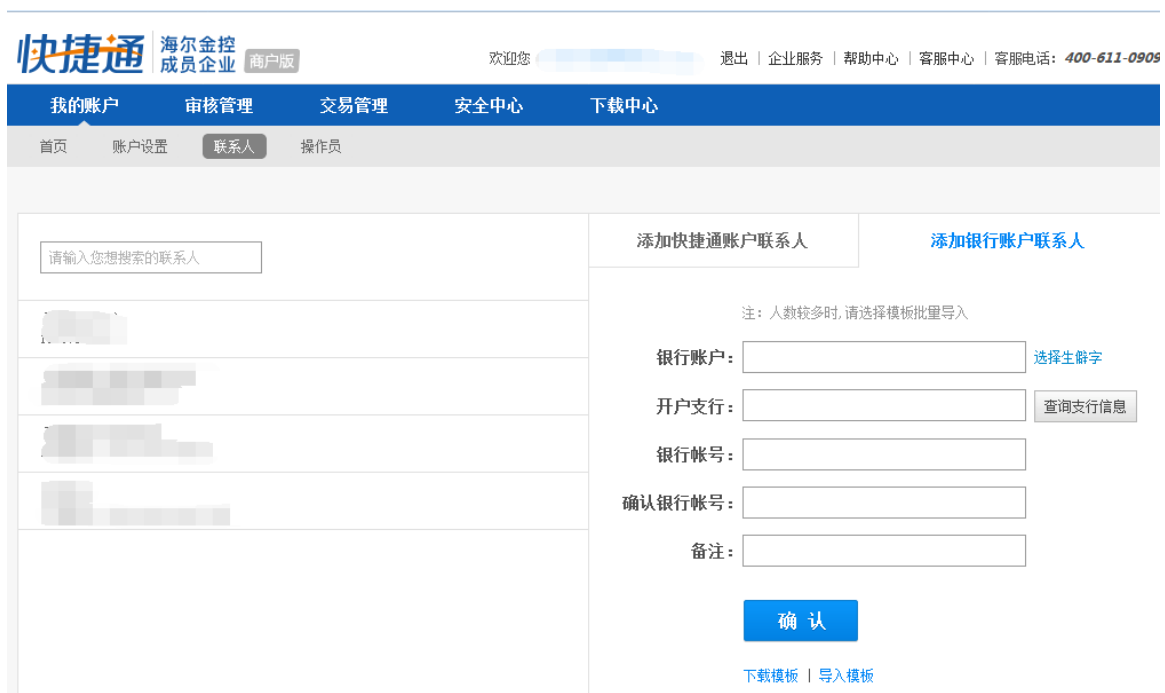 快捷通 海尔金控 成员企业 商户版
欢迎您 退出 | 企业服务 | 帮助中心 | 客服中心 | 客服电话：400-611-0909
我的账户 审核管理 交易管理 安全中心 下载中心
首页 账户设置 联系人 操作员
请输入您想搜索的联系人
添加快捷通账户联系人 添加银行账户联系人
注：人数较多时,请选择模板批量导入
银行账户： 选择生僻字
开户支行： 查询支行信息
银行帐号：
确认银行帐号：
备注：
确 认
下载模板 | 导入模板